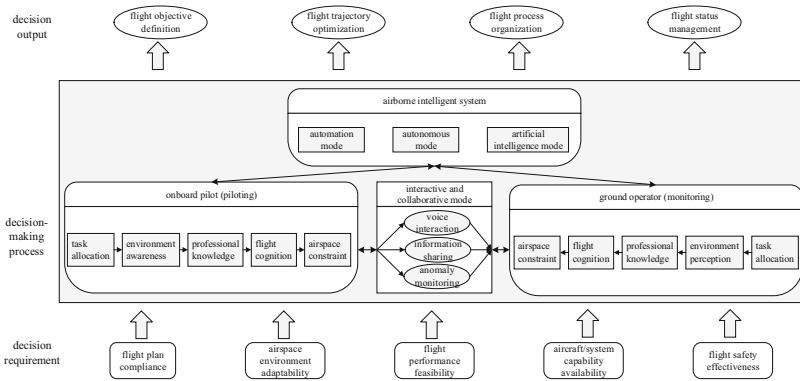 decision
output
flight objective
definition
flight trajectory
optimization
flight process
organization
flight status
management
airborne intelligent system
automation
mode
autonomous
mode
artificial
intelligence mode
decision-
making
process
onboard pilot (piloting)
task
allocation
environment
awareness
professional
knowledge
flight
cognition
airspace
constraint
interactive and
collaborative mode
voice
interaction
information
sharing
anomaly
monitoring
ground operator (monitoring)
airspace
constraint
flight
cognition
professional
knowledge
environment
perception
task
allocation
decision
requirement
flight plan
compliance
airspace
environment
adaptability
flight
performance
feasibility
aircraft/system
capability
availability
flight safety
effectiveness